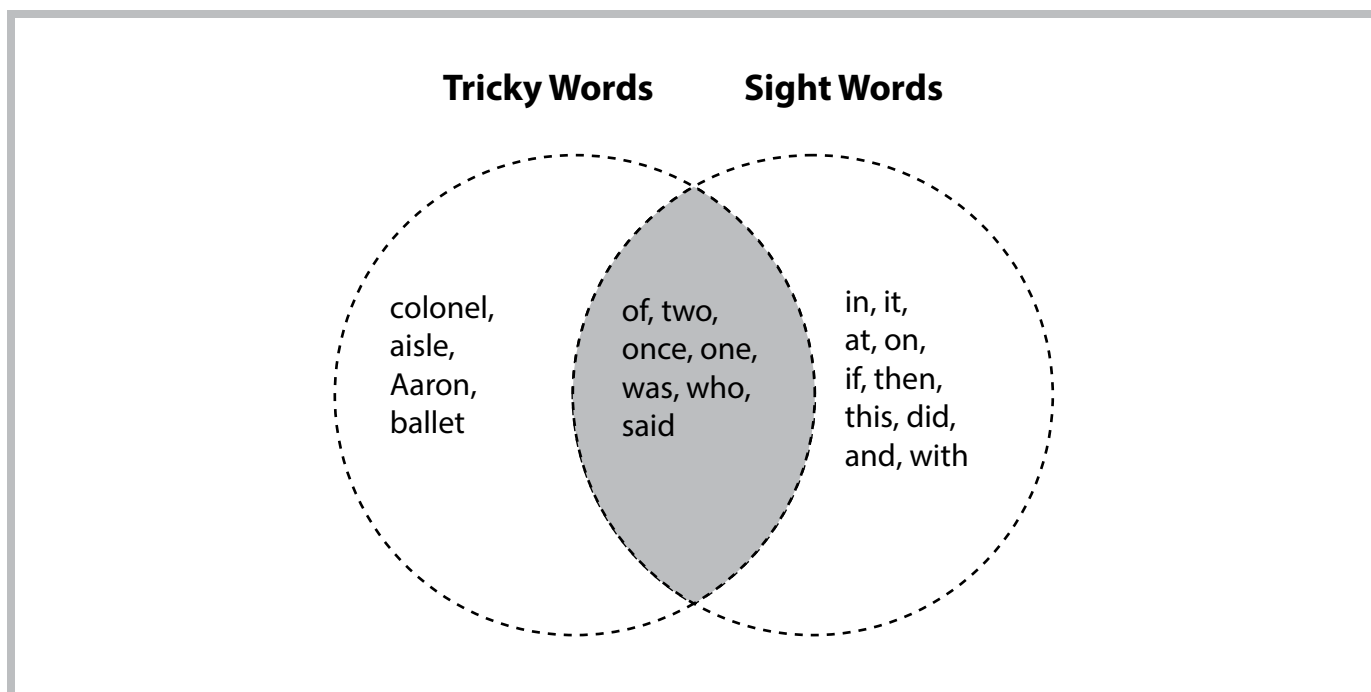 Tricky Words
Sight Words
colonel,
aisle,
Aaron,
ballet
of, two,
once, one,
was, who,
said
in, it,
at, on,
if, then,
this, did,
and, with